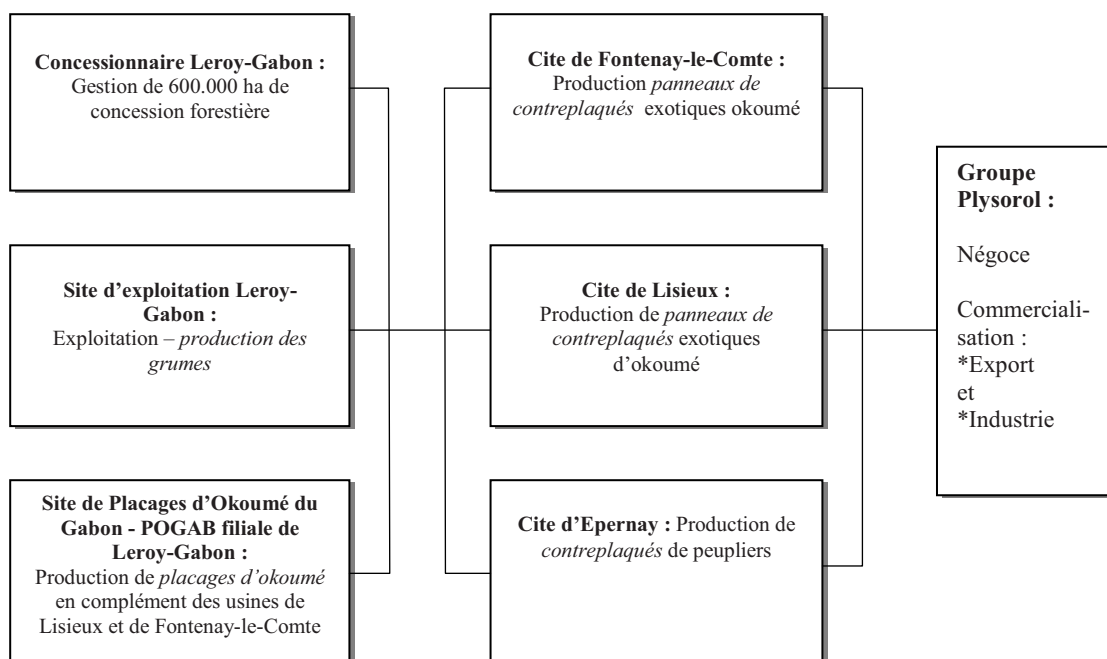 Concessionnaire Leroy-Gabon :
Gestion de 600.000 ha de
concession forestière
Site d'exploitation Leroy-
Gabon :
Exploitation – production des
grumes
Site de Placages d'Okoumé du
Gabon - POGAB filiale de
Leroy-Gabon :
Production de placages d'okoumé
en complément des usines de
Lisieux et de Fontenay-le-Comte
Cite de Fontenay-le-Comte :
Production panneaux de
contreplaqués exotiques okoumé
Cite de Lisieux :
Production de panneaux de
contreplaqués exotiques
d'okoumé
Cite d'Epernay : Production de
contreplaqués de peupliers
Groupe
Plysorol :
Négoce
Commerciali-
sation :
*Export
et
*Industrie